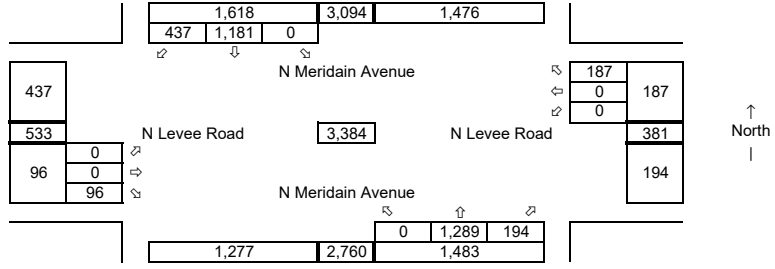 1,618 3,094 1,476
437 1,181 0
N Meridain Avenue
187
437 0 187
0
533 N Levee Road 3,384 N Levee Road 381
↑
North
|
0
96 0 194
96 N Meridain Avenue
0 1,289 194
1,277 2,760 1,483